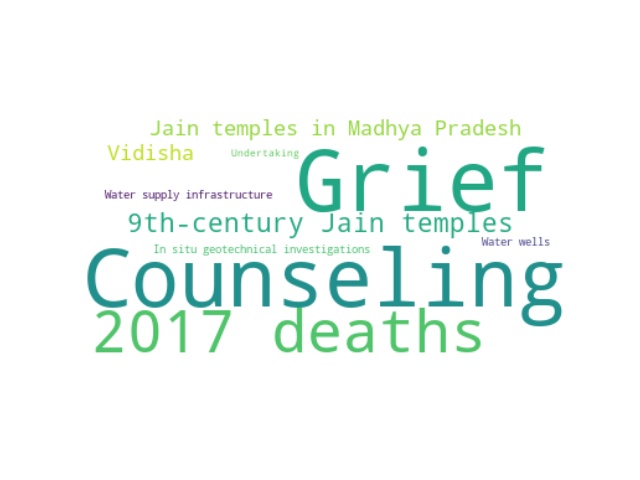 Jain temples in Madhya Pradesh
Vidisha
Undertaking
Grief
Water supply infrastructure
9th-century Jain temples
Water wells
In situ geotechnical investigations
Counseling
2017 deaths